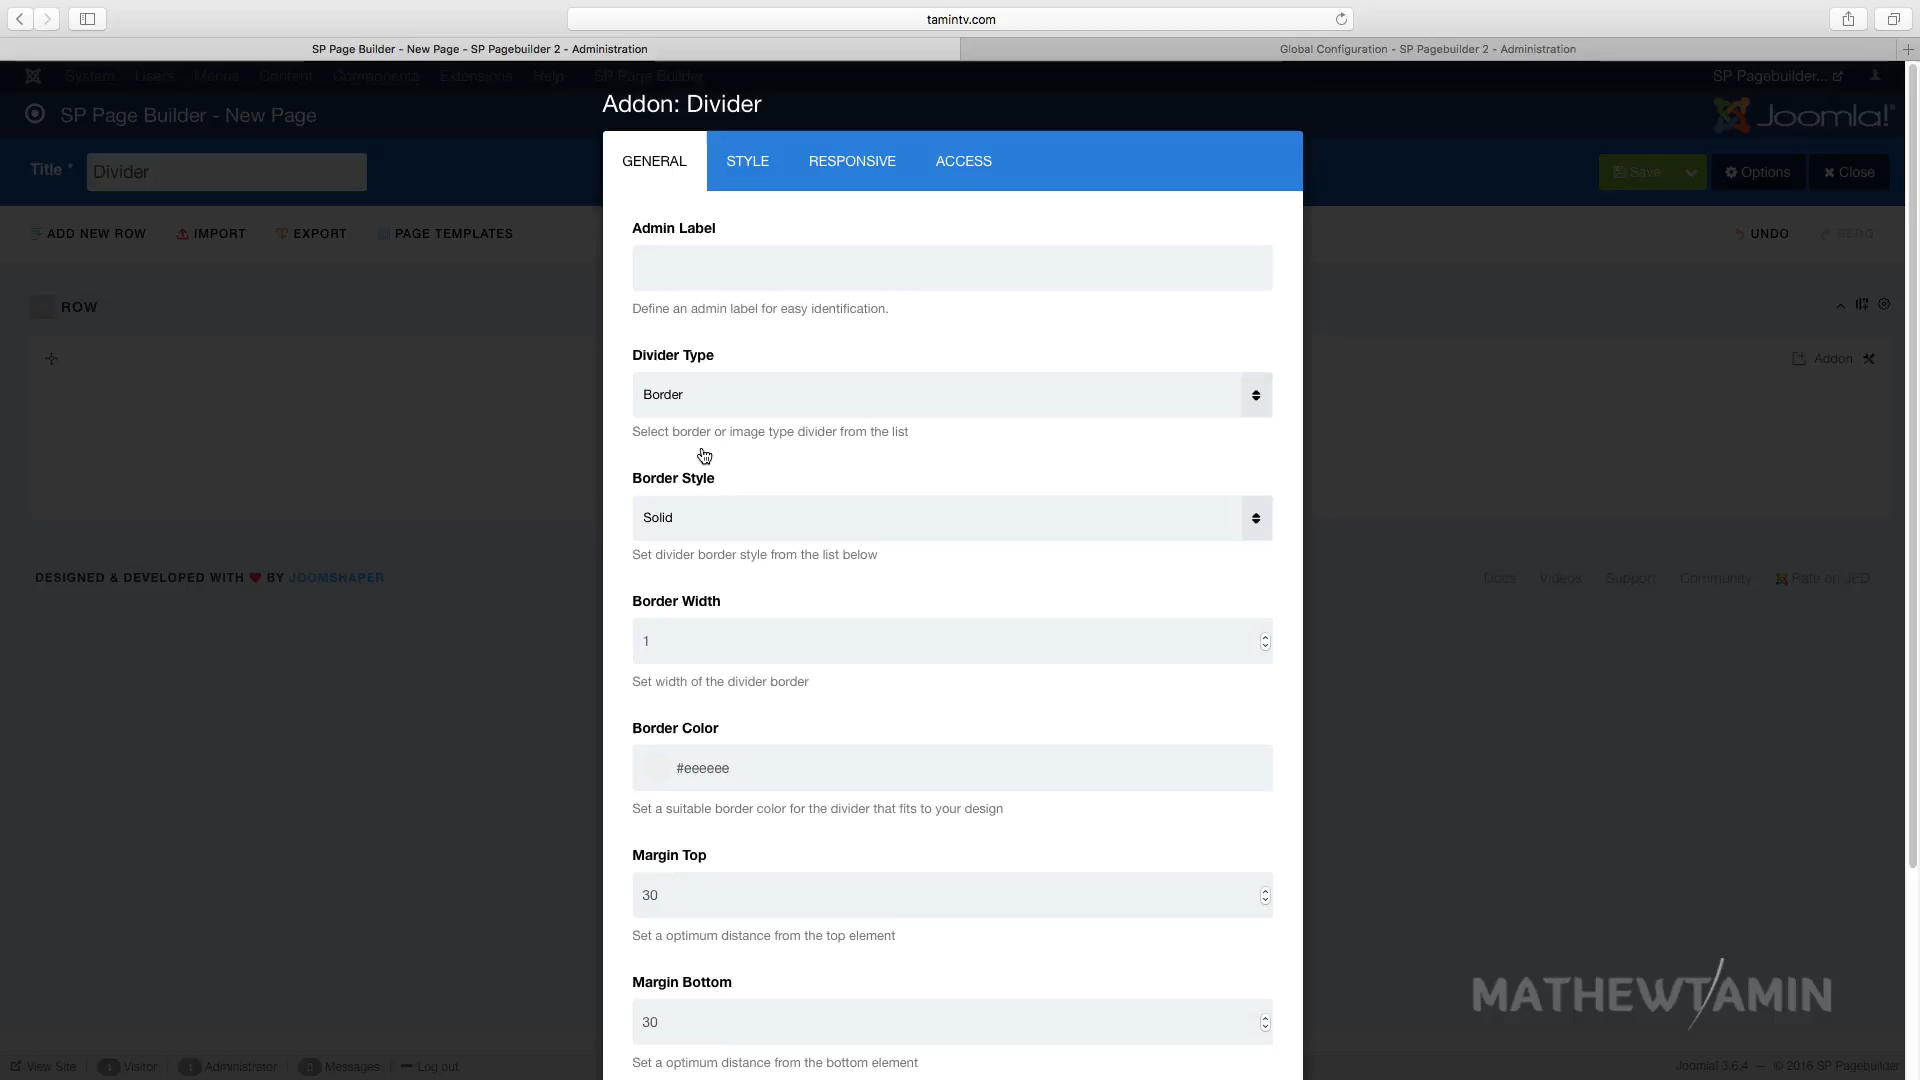 tamintv.com
SP Page Builder - New Page - SP Pagebuilder 2 - Administration
Global Configuration - SP Pagebuilder 2 - Administration
System Users Menus Content Components Extensions Help SP Page Builder
SP Pagebuilder...
Addon: Divider
SP Page Builder - New Page
Joomla!
GENERAL STYLE RESPONSIVE ACCESS
Title * Divider
Save Options Close
ADD NEW ROW IMPORT EXPORT PAGE TEMPLATES
UNDO REDO
Admin Label
Define an admin label for easy identification.
ROW
Addon
Divider Type
Border
Select border or image type divider from the list
Border Style
Solid
Set divider border style from the list below
DESIGNED & DEVELOPED WITH ♥ BY JOOMSHAPER
Docs Videos Support Community Rate on JED
Border Width
1
Set width of the divider border
Border Color
#eeeeee
Set a suitable border color for the divider that fits to your design
Margin Top
30
Set a optimum distance from the top element
Margin Bottom
30
Set a optimum distance from the bottom element
MATHEWTAMIN
View Site Visitor Administrator Messages Log out
Joomla! 3.6.4 — © 2016 SP Pagebuilder